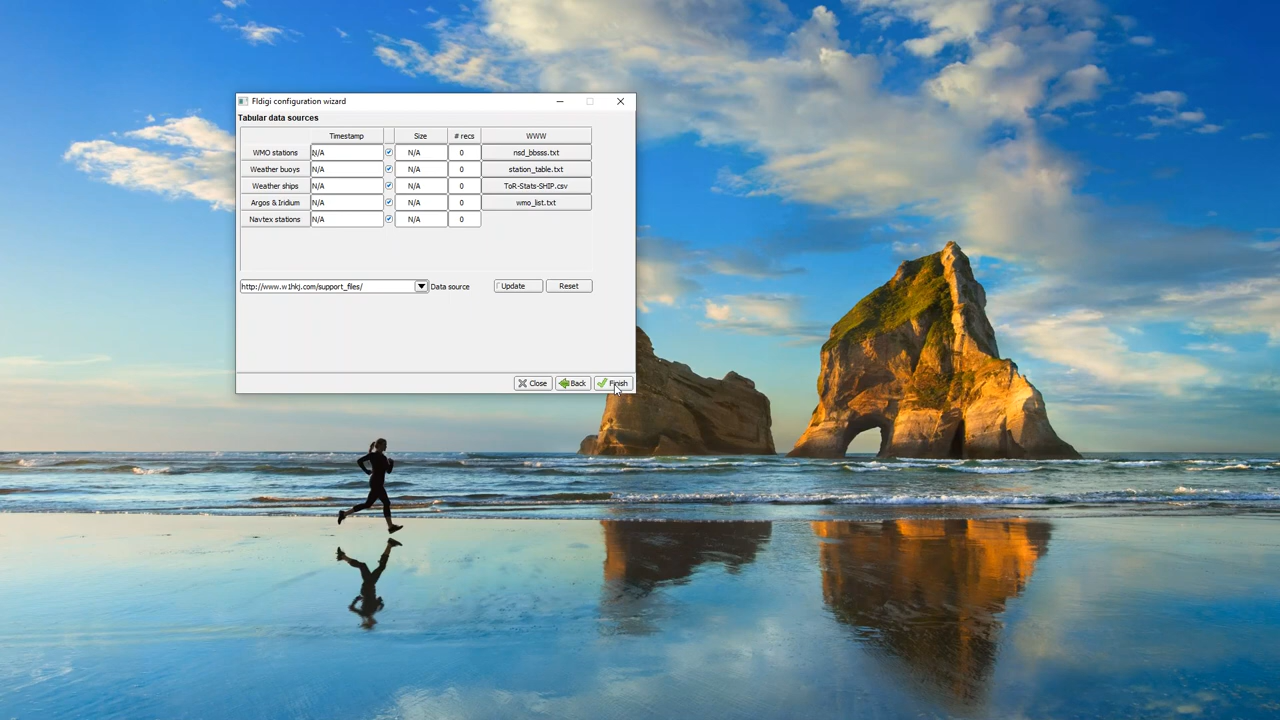 Fldigi configuration wizard
Tabular data sources
Timestamp Size # recs WWW
WMO stations N/A N/A 0 nsd_bbsss.txt
Weather buoys N/A N/A 0 station_table.txt
Weather ships N/A N/A 0 ToR-Stats-SHIP.csv
Argos & Iridium N/A N/A 0 wmo_list.txt
Navtex stations N/A N/A 0
http://www.w1hkj.com/support_files/ Data source Update Reset
Close Back Finish